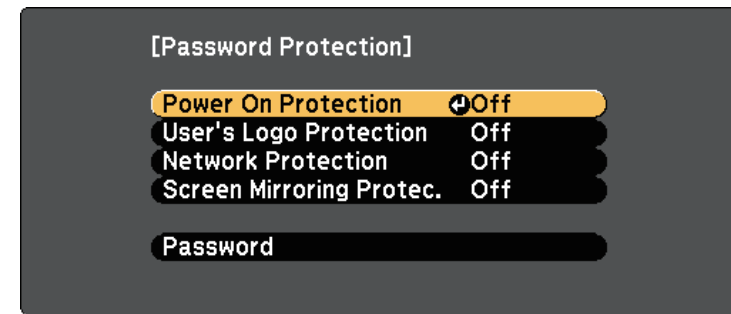 [Password Protection]
Power On Protection Off
User's Logo Protection Off
Network Protection Off
Screen Mirroring Protec. Off
Password